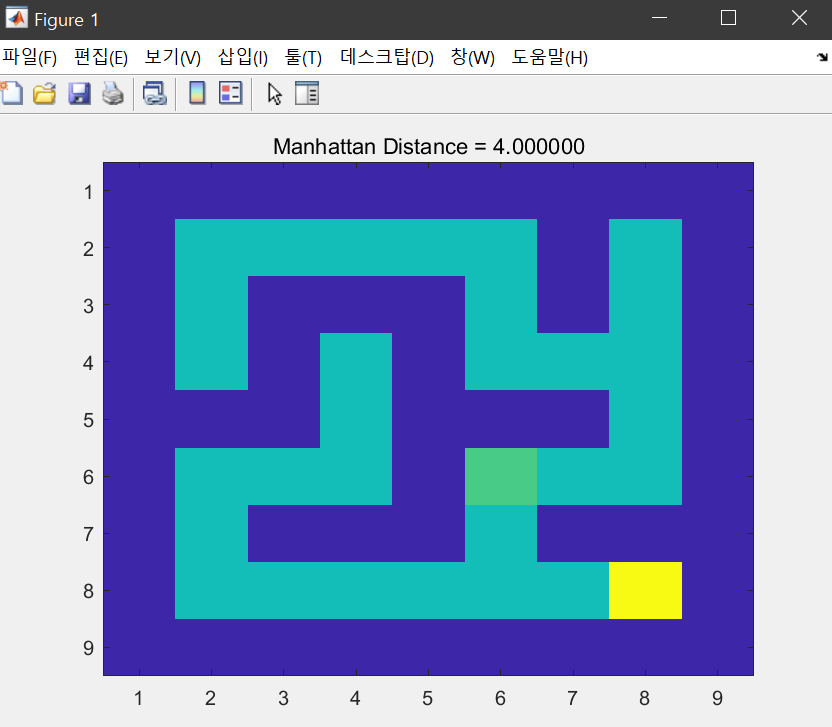 Figure 1
파일(F) 편집(E) 보기(V) 삽입(I) 툴(T) 데스크탑(D) 창(W) 도움말(H)
Manhattan Distance = 4.000000
1
2
3
4
5
6
7
8
9
1 2 3 4 5 6 7 8 9